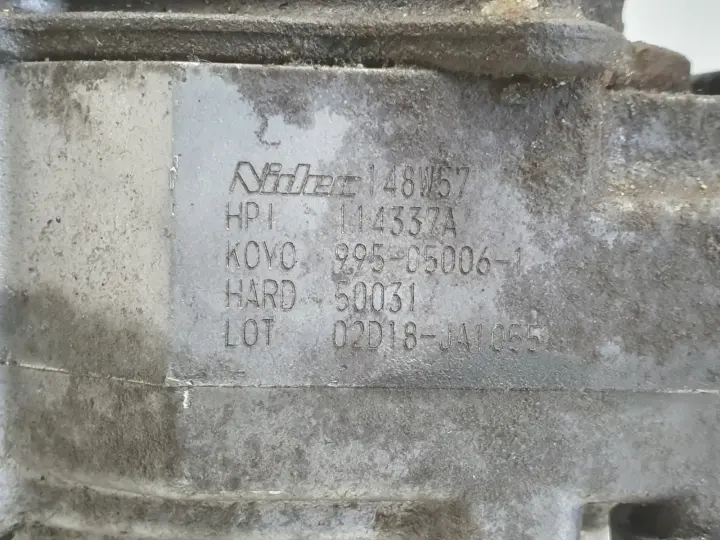 Nidec 148W57
HPI 114337A
KOYO 995-05006-1
HARD 50031
LOT 02D18-JA1055